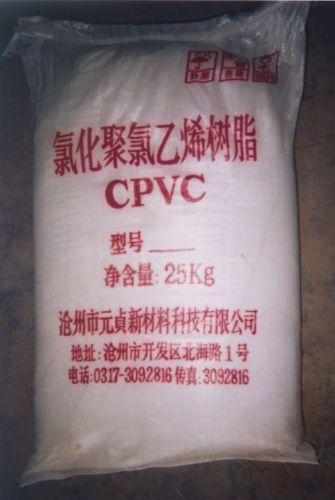 氯化聚氯乙烯树脂
CPVC
型号
净含量: 25Kg
沧州市元贞新材料科技有限公司
地址: 沧州市开发区北海路1号
电话:0317-3092816 传真: 3092816